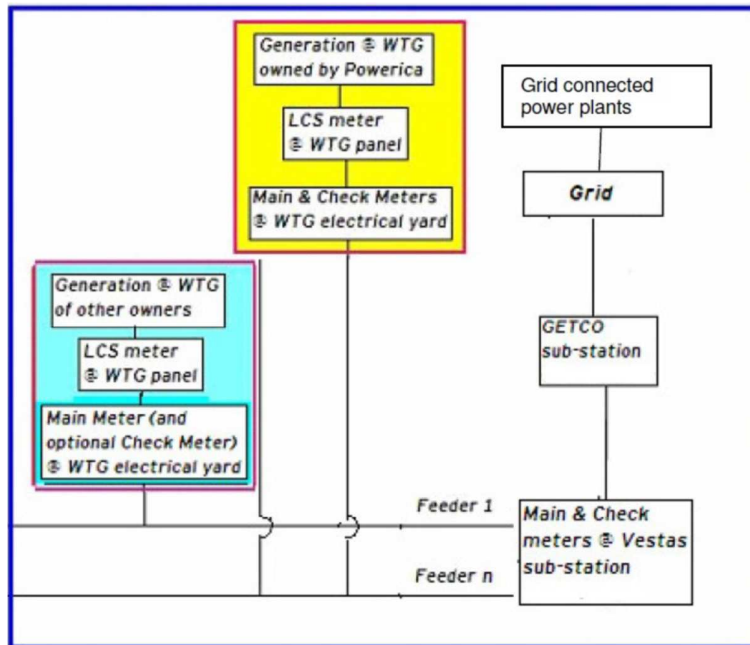 Generation @ WTG
owned by Powerica
LCS meter
@ WTG panel
Main & Check Meters
@ WTG electrical yard
Grid connected
power plants
Grid
GETCO
sub-station
Generation @ WTG
of other owners
LCS meter
@ WTG panel
Main Meter (and
optional Check Meter)
@ WTG electrical yard
Feeder 1
Feeder n
Main & Check
meters @ Vestas
sub-station